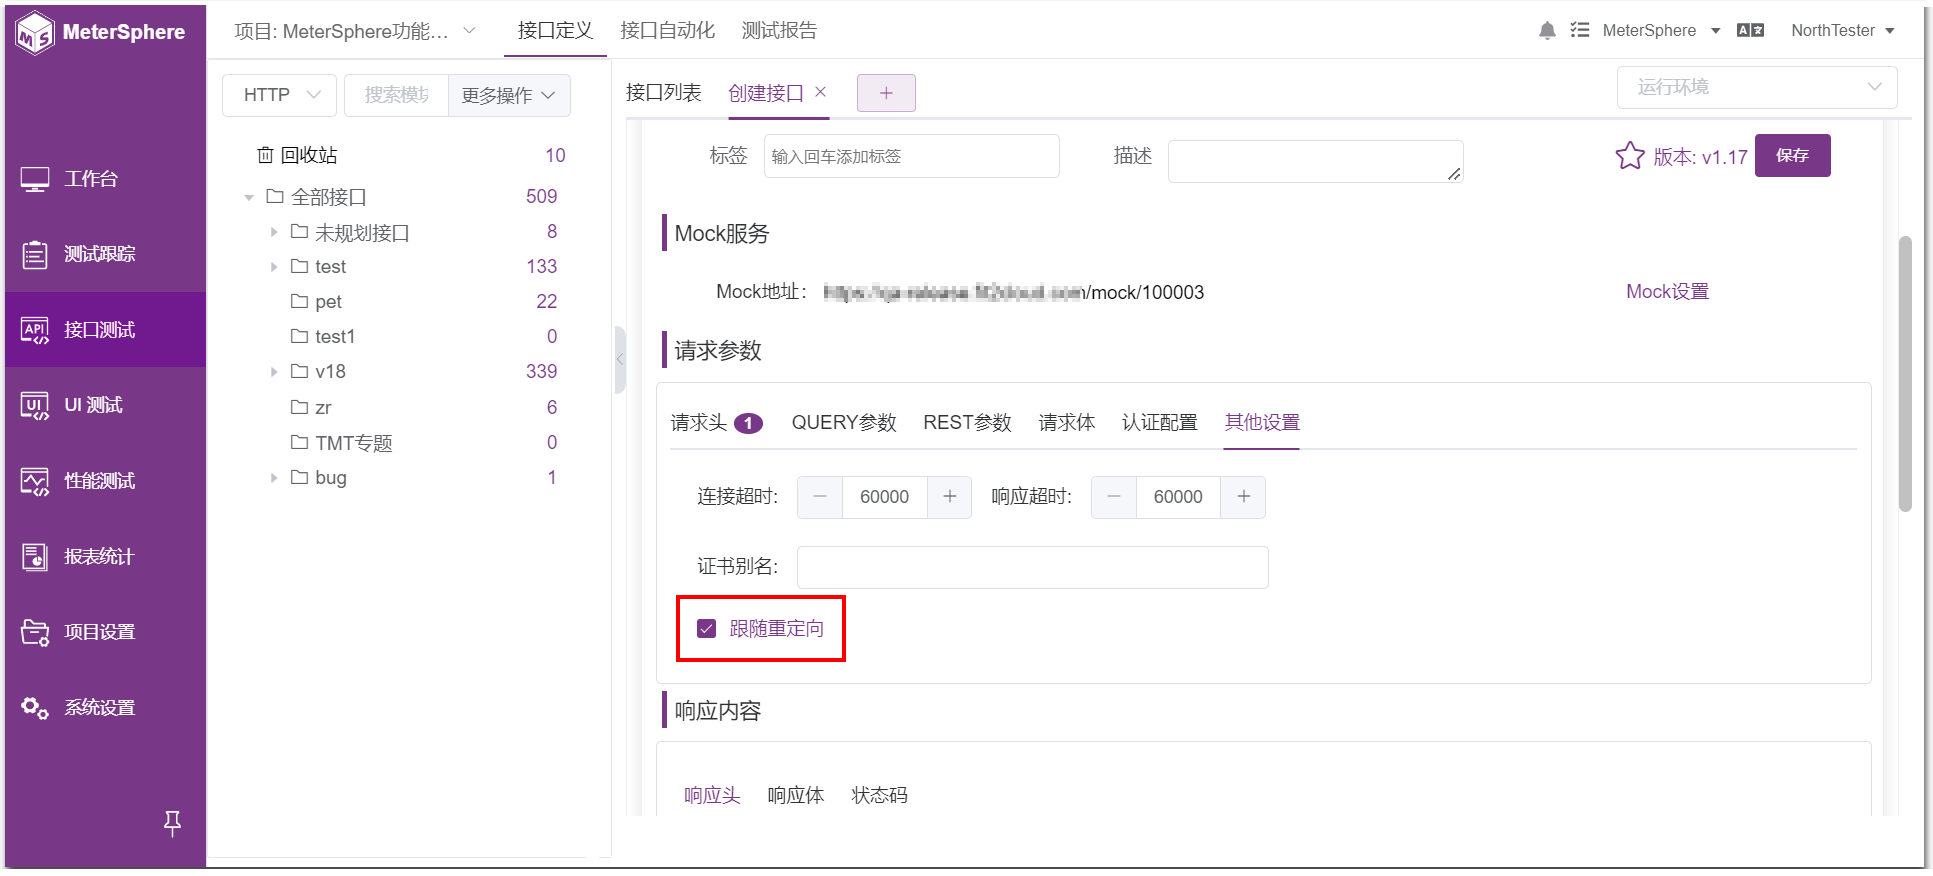 MeterSphere
项目: MeterSphere功能...
接口定义
接口自动化
测试报告
MeterSphere
NorthTester
工作台
测试跟踪
API
接口测试
UI
UI 测试
性能测试
报表统计
项目设置
系统设置
HTTP
搜索模块
更多操作
回收站 10
全部接口 509
未规划接口 8
test 133
pet 22
test1 0
v18 339
zr 6
TMT专题 0
bug 1
接口列表
创建接口
运行环境
标签
输入回车添加标签
描述
版本: v1.17
保存
Mock服务
Mock地址: /mock/100003
Mock设置
请求参数
请求头 1
QUERY参数
REST参数
请求体
认证配置
其他设置
连接超时: 60000
响应超时: 60000
证书别名:
跟随重定向
响应内容
响应头
响应体
状态码